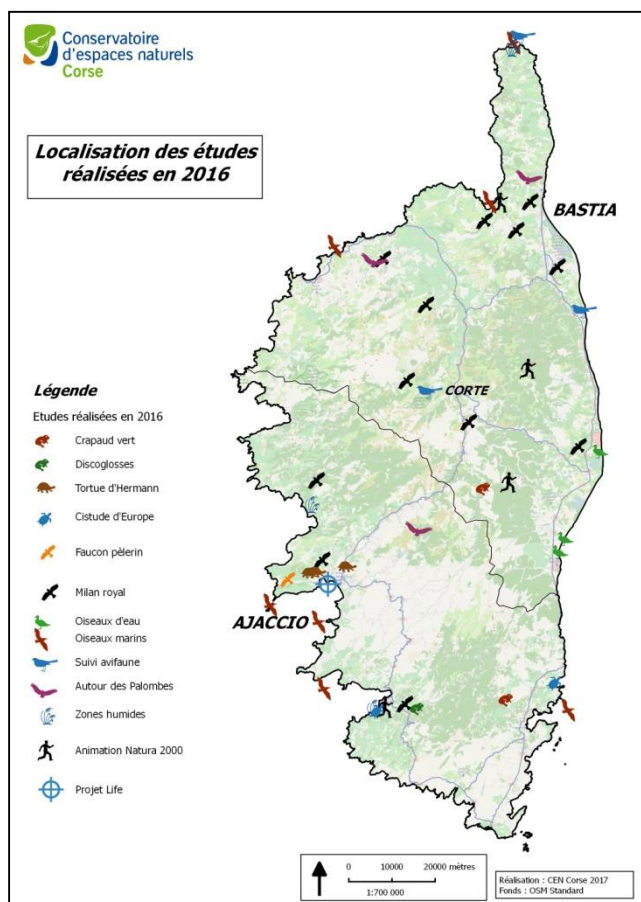 Conservatoire
d'espaces naturels
Corse
Localisation des études
réalisées en 2016
BASTIA
CORTE
AJACCIO
Légende
Etudes réalisées en 2016
Crapaud vert
Discoglosses
Tortue d'Hermann
Cistude d'Europe
Faucon pèlerin
Milan royal
Oiseaux d'eau
Oiseaux marins
Suivi avifaune
Autour des Palombes
Zones humides
Animation Natura 2000
Projet Life
0 10000 20000 mètres
1:700 000
Réalisation : CEN Corse 2017
Fonds : OSM Standard